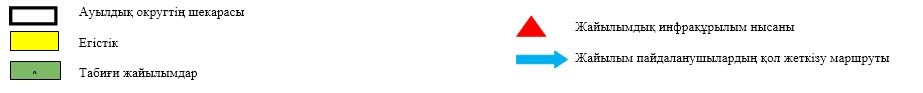 Ауылдық округтің шекарасы
Егістік
Табиғи жайылымдар
Жайылымдық инфрақұрылым нысаны
Жайылым пайдаланушылардың қол жеткізу маршруты